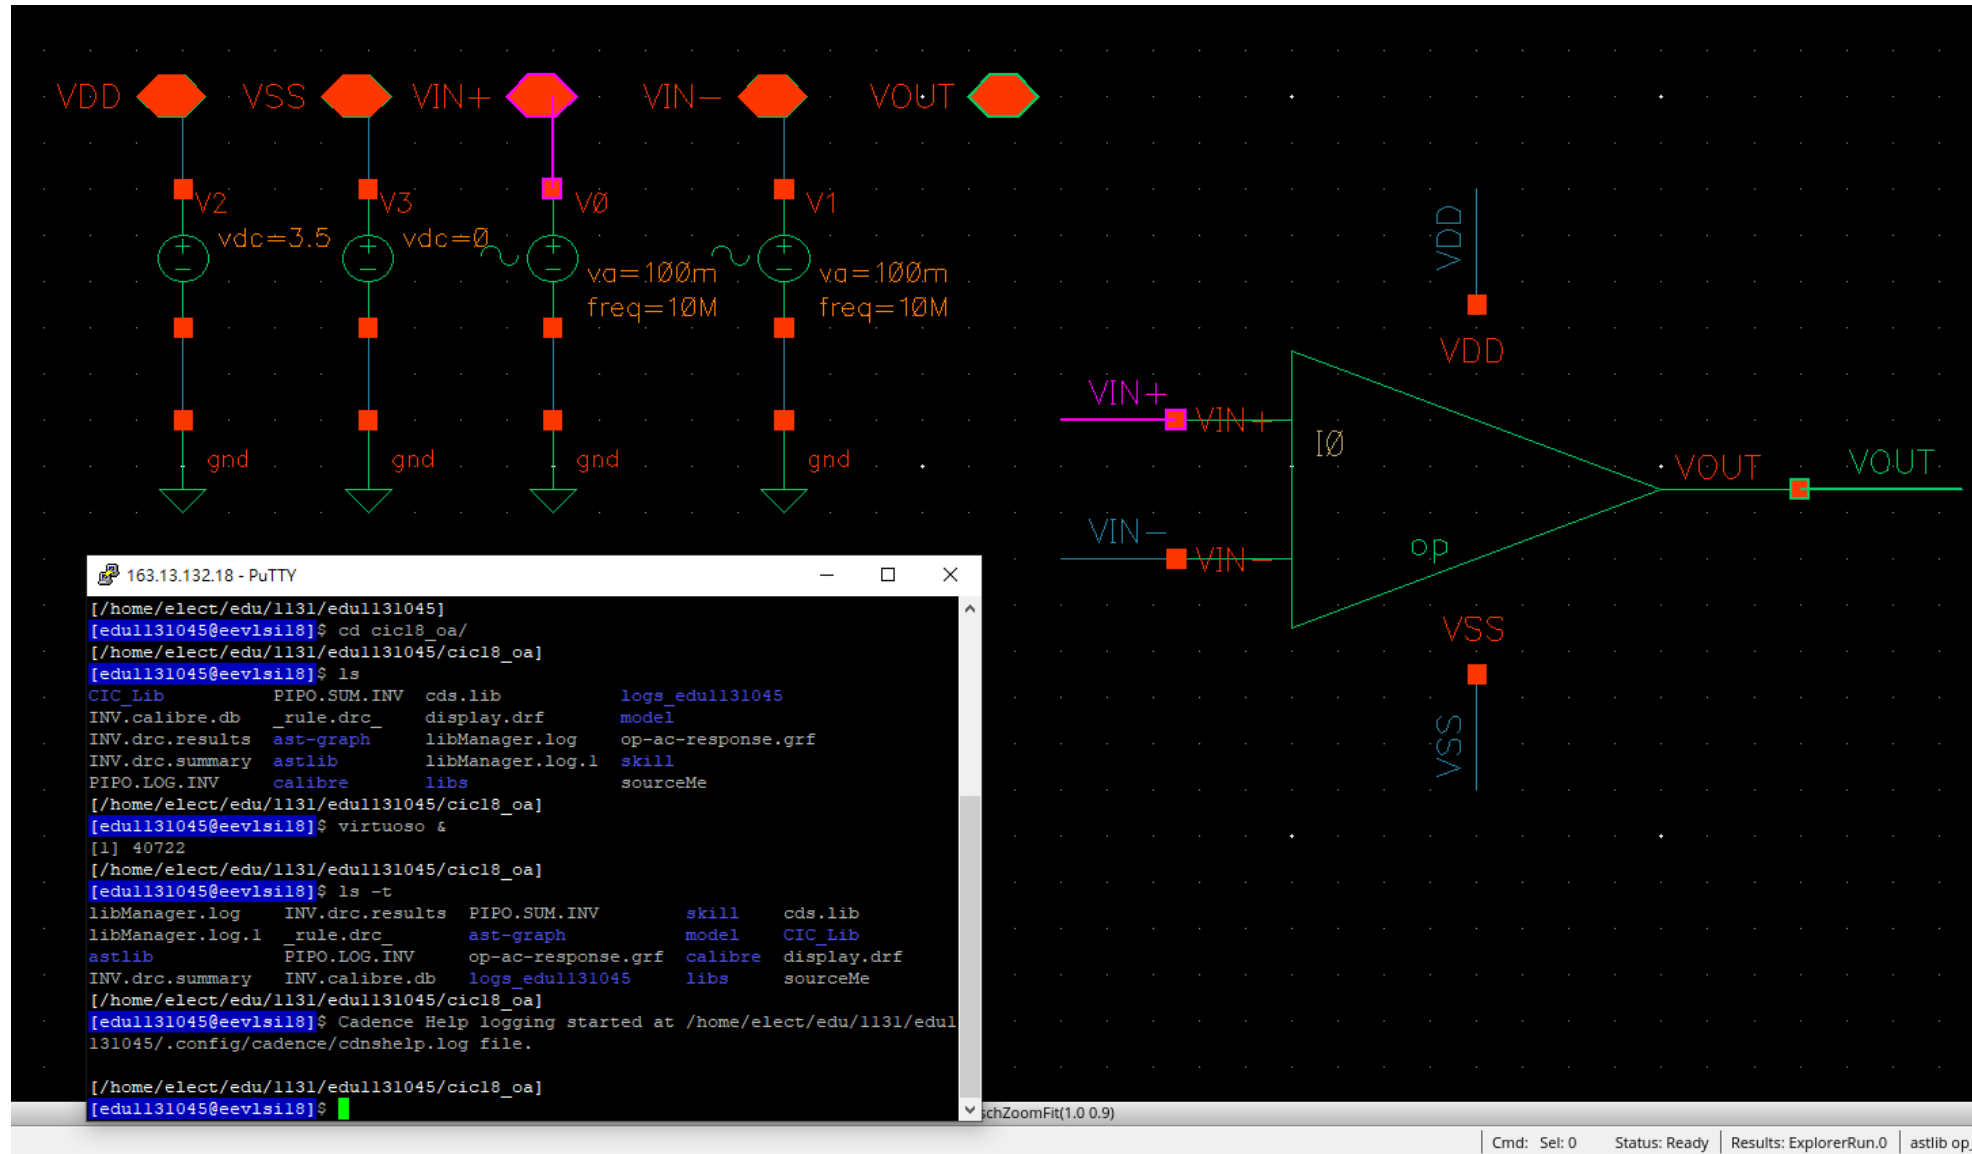 VDD VSS VIN+ VIN- VOUT
V2 V3 VØ V1
vdc=3.5 vdc=Ø
va=1ØØm va=1ØØm
freq=1ØM freq=1ØM
gnd gnd gnd gnd
VDD
VDD
VIN+ VIN+
IØ
VOUT VOUT
VIN- VIN-
op
VSS
VSS
163.13.132.18 - PuTTY
[/home/elect/edu/1131/edu1131045]
[edu1131045@eevlsi18]$ cd cic18_oa/
[/home/elect/edu/1131/edu1131045/cic18_oa]
[edu1131045@eevlsi18]$ ls
CIC_Lib PIPO.SUM.INV cds.lib logs_edu1131045
INV.calibre.db _rule.drc_ display.drf model
INV.drc.results ast-graph libManager.log op-ac-response.grf
INV.drc.summary astlib libManager.log.1 skill
PIPO.LOG.INV calibre libs sourceMe
[/home/elect/edu/1131/edu1131045/cic18_oa]
[edu1131045@eevlsi18]$ virtuoso &
[1] 40722
[/home/elect/edu/1131/edu1131045/cic18_oa]
[edu1131045@eevlsi18]$ ls -t
libManager.log INV.drc.results PIPO.SUM.INV skill cds.lib
libManager.log.1 _rule.drc_ ast-graph model CIC_Lib
astlib PIPO.LOG.INV op-ac-response.grf calibre display.drf
INV.drc.summary INV.calibre.db logs_edu1131045 libs sourceMe
[/home/elect/edu/1131/edu1131045/cic18_oa]
[edu1131045@eevlsi18]$ Cadence Help logging started at /home/elect/edu/1131/edu1
131045/.config/cadence/cdnshelp.log file.
[/home/elect/edu/1131/edu1131045/cic18_oa]
[edu1131045@eevlsi18]$
schZoomFit(1.0 0.9)
Cmd: Sel: 0 Status: Ready Results: ExplorerRun.0 astlib op_